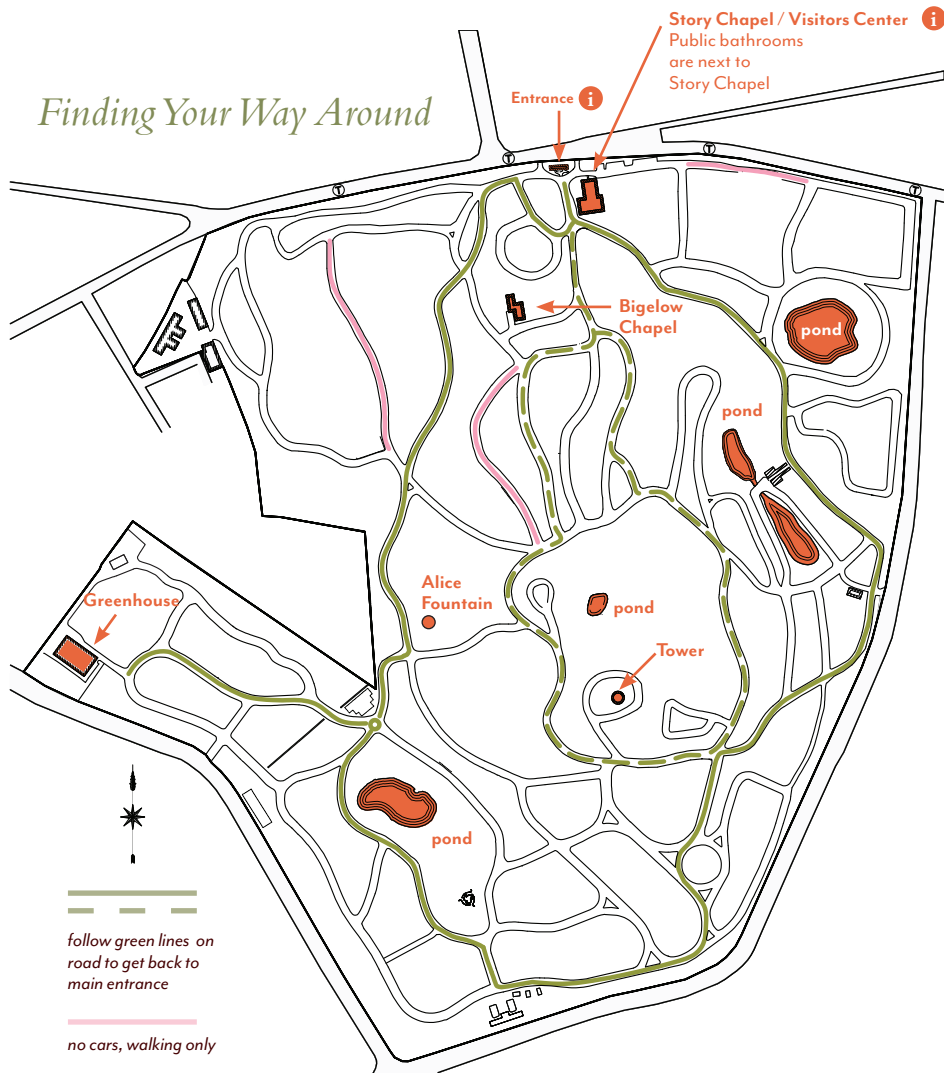 Story Chapel / Visitors Center i
Public bathrooms
are next to
Story Chapel
Finding Your Way Around
Entrance i
T
T
T
T
Bigelow
Chapel
pond
pond
Alice
Fountain
pond
Greenhouse
Tower
pond
follow green lines on
road to get back to
main entrance
no cars, walking only